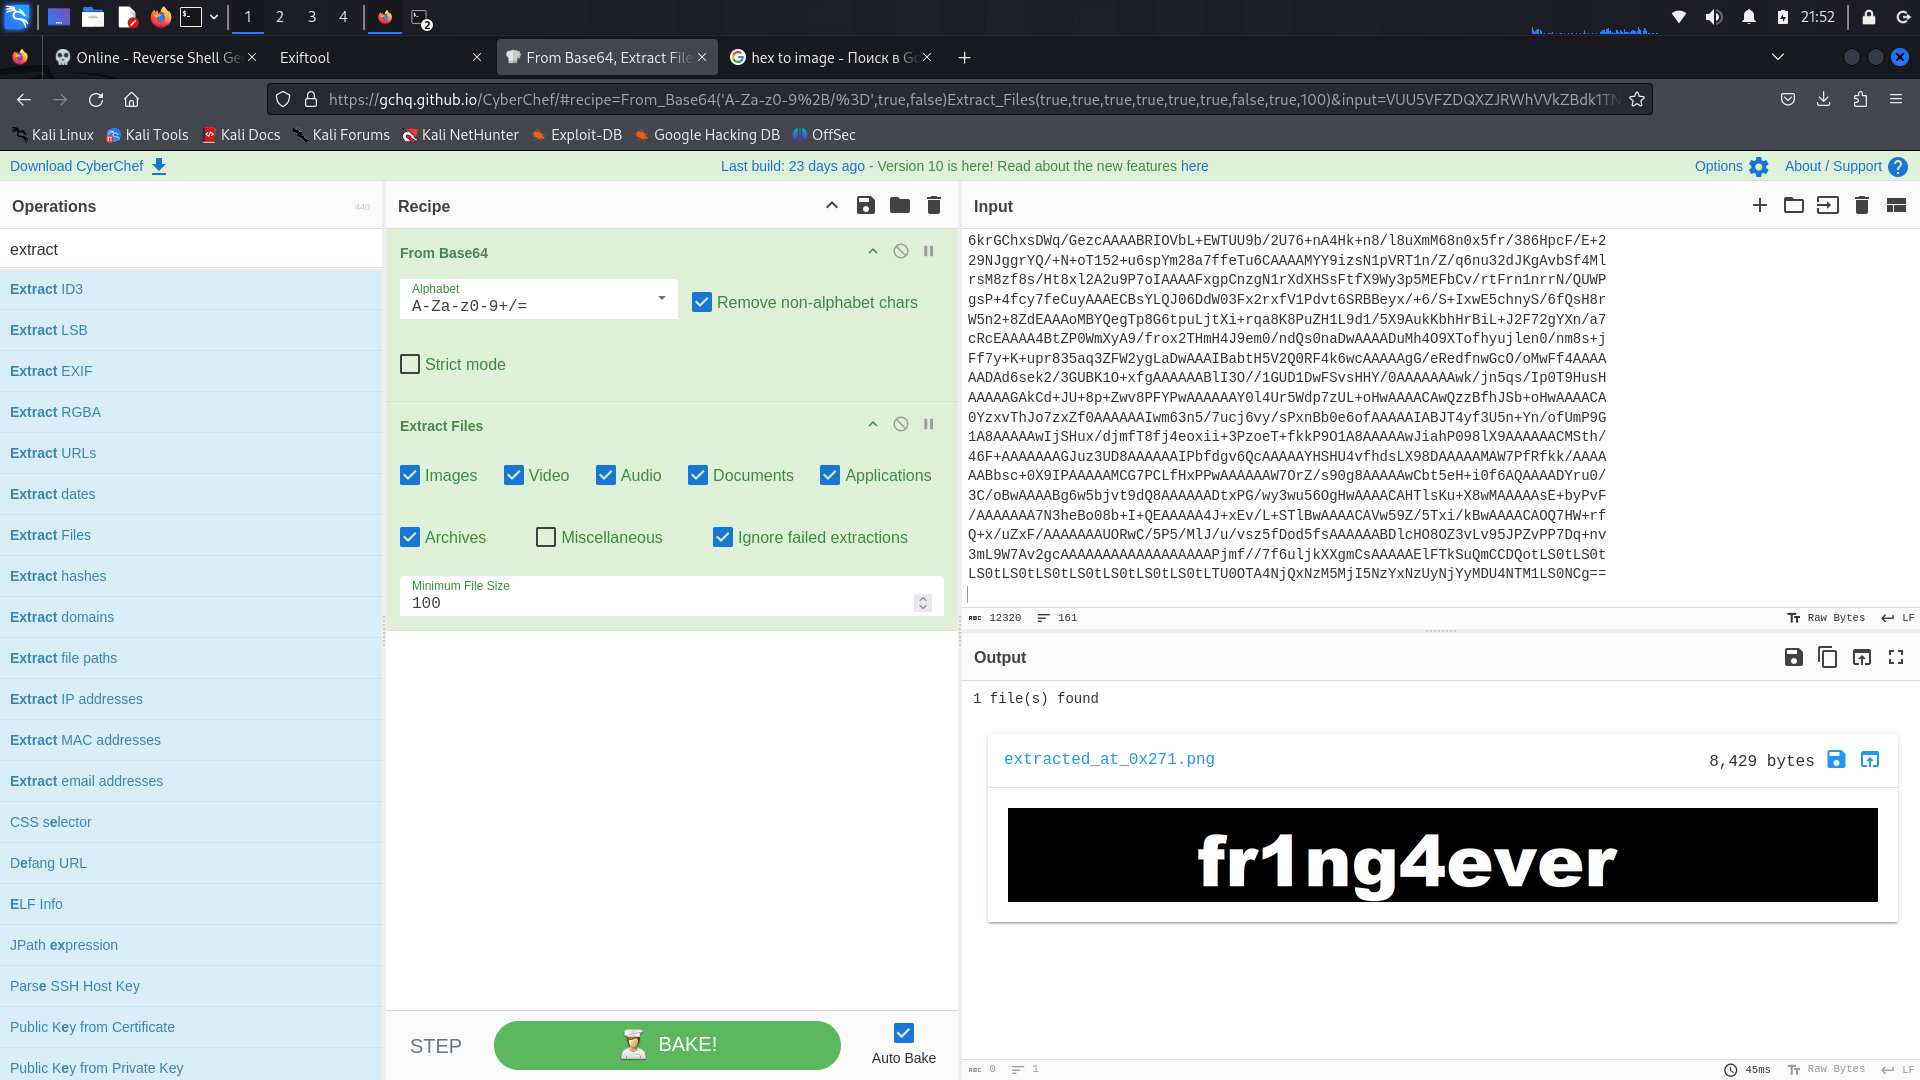 1
2
3
4
2
21:52
Online - Reverse Shell Ge
Exiftool
From Base64, Extract File
hex to image - Поиск в Go
https://gchq.github.io/CyberChef/#recipe=From_Base64('A-Za-z0-9%2B/%3D',true,false)Extract_Files(true,true,true,true,true,true,false,true,100)&input=VUU5VFZDQXZJRWhVVkZBdk1TN
Kali Linux
Kali Tools
Kali Docs
Kali Forums
Kali NetHunter
Exploit-DB
Google Hacking DB
OffSec
Download CyberChef
Last build: 23 days ago - Version 10 is here! Read about the new features here
Options
About / Support
Operations
440
extract
Extract ID3
Extract LSB
Extract EXIF
Extract RGBA
Extract URLs
Extract dates
Extract Files
Extract hashes
Extract domains
Extract file paths
Extract IP addresses
Extract MAC addresses
Extract email addresses
CSS selector
Defang URL
ELF Info
JPath expression
Parse SSH Host Key
Public Key from Certificate
Public Key from Private Key
Recipe
From Base64
Alphabet
A-Za-z0-9+/=
Remove non-alphabet chars
Strict mode
Extract Files
Images
Video
Audio
Documents
Applications
Archives
Miscellaneous
Ignore failed extractions
Minimum File Size
100
STEP
BAKE!
Auto Bake
Input
6krGChxsDWq/GezcAAAABRIOVbL+EWTUU9b/2U76+nA4Hk+n8/l8uXmM68n0x5fr/386HpcF/E+2
29NJggrYQ/+N+oT152+u6spYm28a7ffeTu6CAAAAMYY9izsN1pVRT1n/Z/q6nu32dJKgAvbSf4Ml
rsM8zf8s/Ht8xl2A2u9P7oIAAAAFxgpCnzgN1rXdXHSsFtfX9Wy3p5MEFbCv/rtFrn1nrrN/QUWP
gsP+4fcy7feCuyAAAECBsYLQJ06DdW03Fx2rxfV1Pdvt6SRBBeyx/+6/S+IxwE5chnyS/6fQsH8r
W5n2+8ZdEAAAoMBYQegTp8G6tpuLjtXi+rqa8K8PuZH1L9d1/5X9AukKbhHrBiL+J2F72gYXn/a7
cRcEAAAA4BtZP0WmXyA9/frox2THmH4J9em0/ndQs0naDwAAAADuMh4O9XTofhyujlen0/nm8s+j
Ff7y+K+upr835aq3ZFW2ygLaDwAAAIBabtH5V2Q0RF4k6wcAAAAAgG/eRedfnwGcO/oMwFf4AAAA
AADAd6sek2/3GUBK1O+xfgAAAAAABlI3O//1GUD1DwFSvsHHY/0AAAAAAAwk/jn5qs/Ip0T9HusH
AAAAAGAkCd+JU+8p+Zwv8PFYPwAAAAAAY0l4Ur5Wdp7zUL+oHwAAAACAwQzzBfhJSb+oHwAAAACA
0YzxvThJo7zxZf0AAAAAAIwm63n5/7ucj6vy/sPxnBb0e6ofAAAAAIABJT4yf3U5n+Yn/ofUmP9G
1A8AAAAAwIjSHux/djmfT8fj4eoxii+3PzoeT+fkkP9O1A8AAAAAwJiahP098lX9AAAAAACMSth/
46F+AAAAAAAGJuz3UD8AAAAAAIPbfdgv6QcAAAAAYHSHU4vfhdsLX98DAAAAAMAW7PfRfkk/AAAA
AABbsc+0X9IPAAAAAMCG7PCLfHxPPwAAAAAAW7OrZ/s90g8AAAAAwCbt5eH+i0f6AQAAAADYru0/
3C/oBwAAAABg6w5bjvt9dQ8AAAAAADtxPG/wy3wu56OgHwAAAACAHTlsKu+X8wMAAAAAsE+byPvF
/AAAAAAA7N3heBo08b+I+QEAAAAA4J+xEv/L+STlBwAAAACAVw59Z/5Txi/kBwAAAACAOQ7HW+rf
Q+x/uZxF/AAAAAAAUORwC/5P5/MlJ/u/vsz5fDod5fsAAAAAABDlcHO8OZ3vLv95JPZvPP7Dq+nv
3mL9W7Av2gcAAAAAAAAAAAAAAAAAPjmf//7f6uljkXXgmCsAAAAAElFTkSuQmCCDQotLS0tLS0t
LS0tLS0tLS0tLS0tLS0tLS0tLTU0OTA4NjQxNzM5MjI5NzYxNzUyNjYyMDU4NTM1LS0NCg==
12320
161
Raw Bytes
LF
Output
1 file(s) found
extracted_at_0x271.png
8,429 bytes
fr1ng4ever
0
1
45ms
Raw Bytes
LF